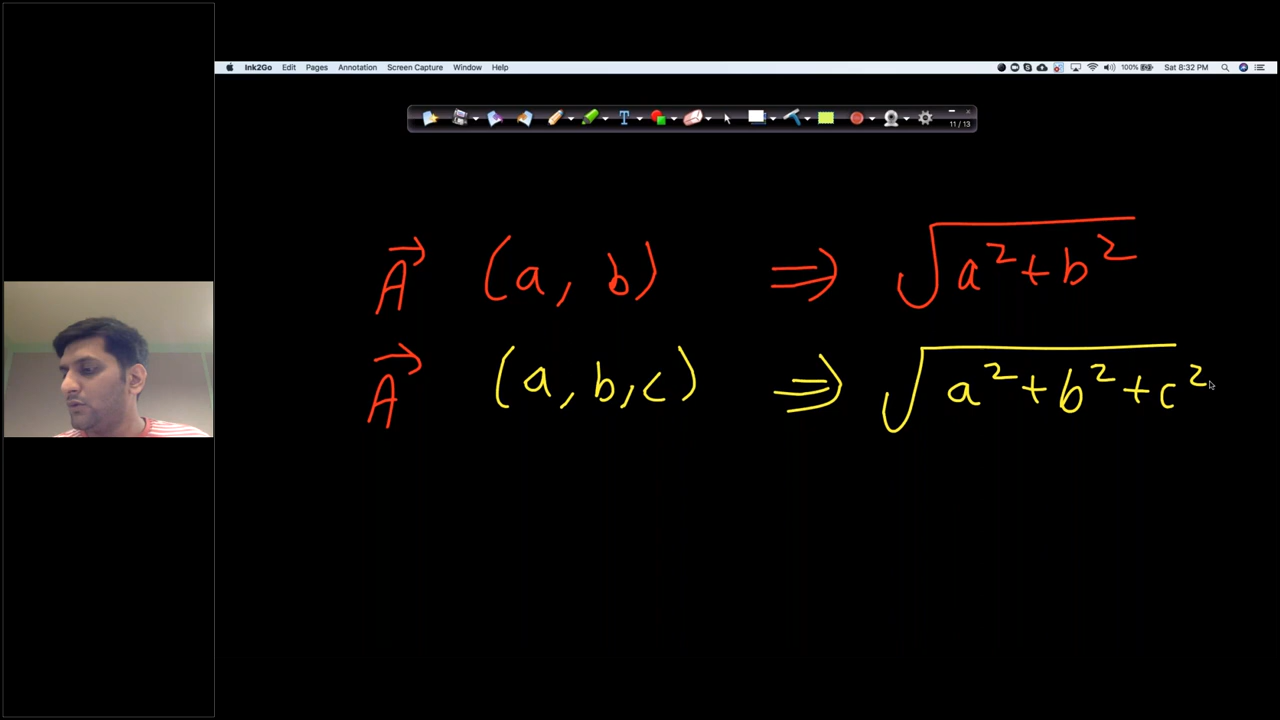 Ink2Go Edit Pages Annotation Screen Capture Window Help 100% Sat 8:32 PM
T 11 / 13
A⃗ (a, b) ⇒ √(a²+b²)
A⃗ (a, b, c) ⇒ √(a²+b²+c²)